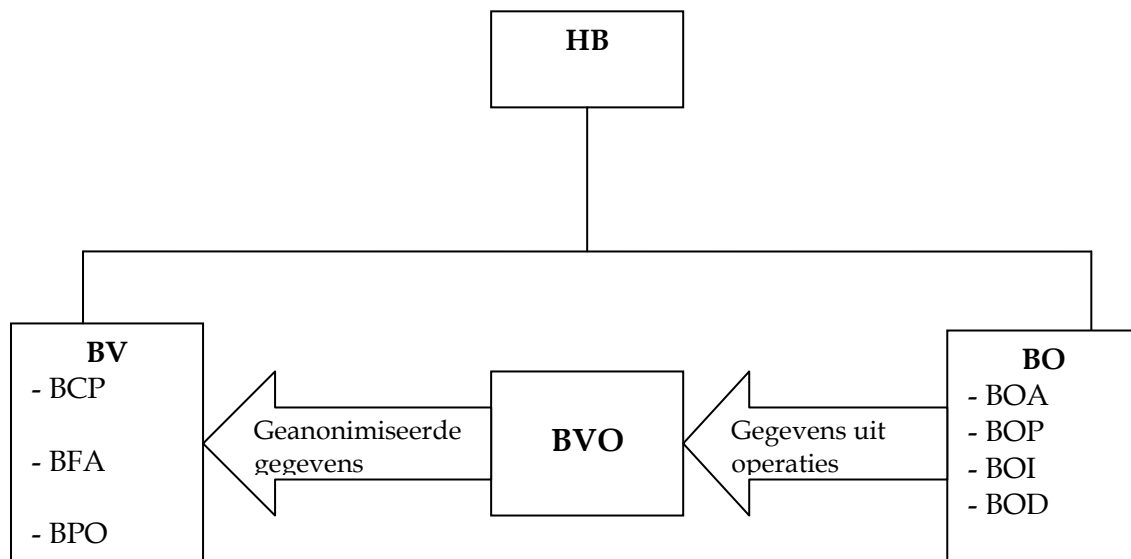 HB
BV
- BCP
- BFA
- BPO
Geanonimiseerde
gegevens
BVO
Gegevens uit
operaties
BO
- BOA
- BOP
- BOI
- BOD